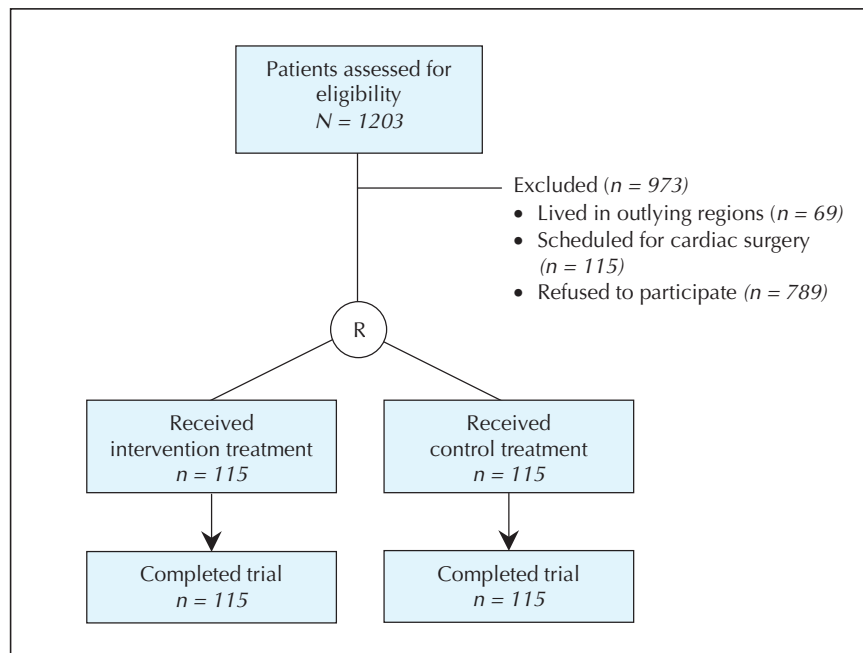 Patients assessed for
eligibility
N = 1203
Excluded (n = 973)
• Lived in outlying regions (n = 69)
• Scheduled for cardiac surgery
(n = 115)
• Refused to participate (n = 789)
R
Received
intervention treatment
n = 115
Received
control treatment
n = 115
Completed trial
n = 115
Completed trial
n = 115